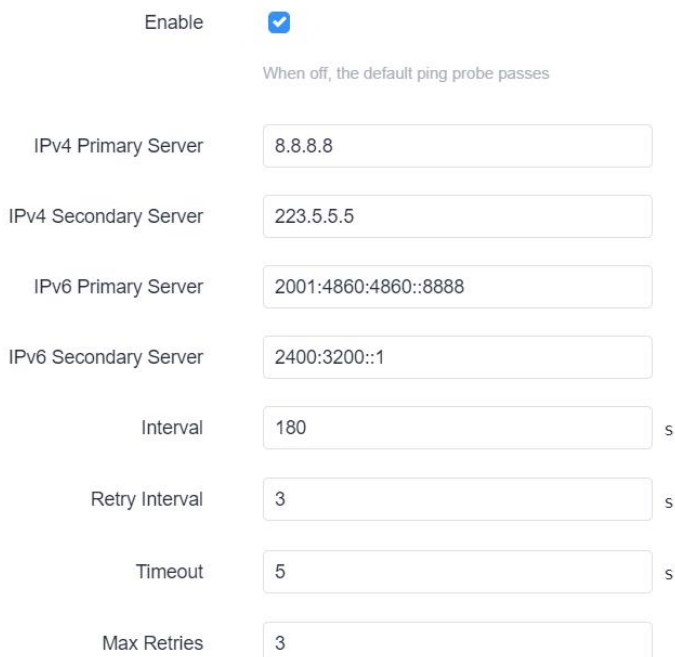 Enable
When off, the default ping probe passes
IPv4 Primary Server 8.8.8.8
IPv4 Secondary Server 223.5.5.5
IPv6 Primary Server 2001:4860:4860::8888
IPv6 Secondary Server 2400:3200::1
Interval 180 s
Retry Interval 3 s
Timeout 5 s
Max Retries 3